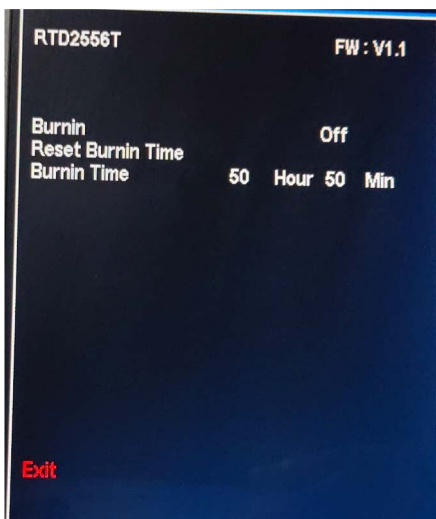 RTD2556T FW : V1.1
Burnin Off
Reset Burnin Time
Burnin Time 50 Hour 50 Min
Exit